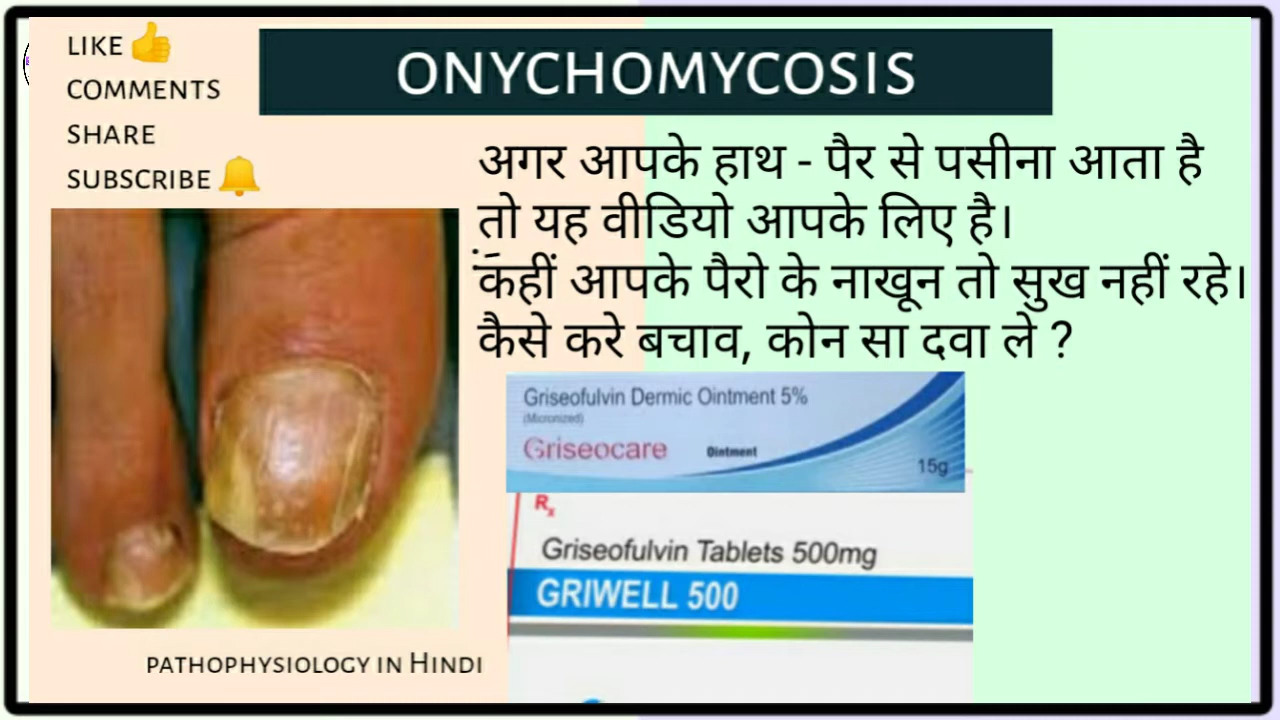 LIKE 👍
COMMENTS
SHARE
SUBSCRIBE 🔔
ONYCHOMYCOSIS
अगर आपके हाथ - पैर से पसीना आता है
तो यह वीडियो आपके लिए है।
कहीं आपके पैरो के नाखून तो सुख नहीं रहे।
कैसे करे बचाव, कोन सा दवा ले ?
Griseofulvin Dermic Ointment 5%
(Micronized)
Griseocare Ointment
15g
Rx
Griseofulvin Tablets 500mg
GRIWELL 500
PATHOPHYSIOLOGY IN HINDI